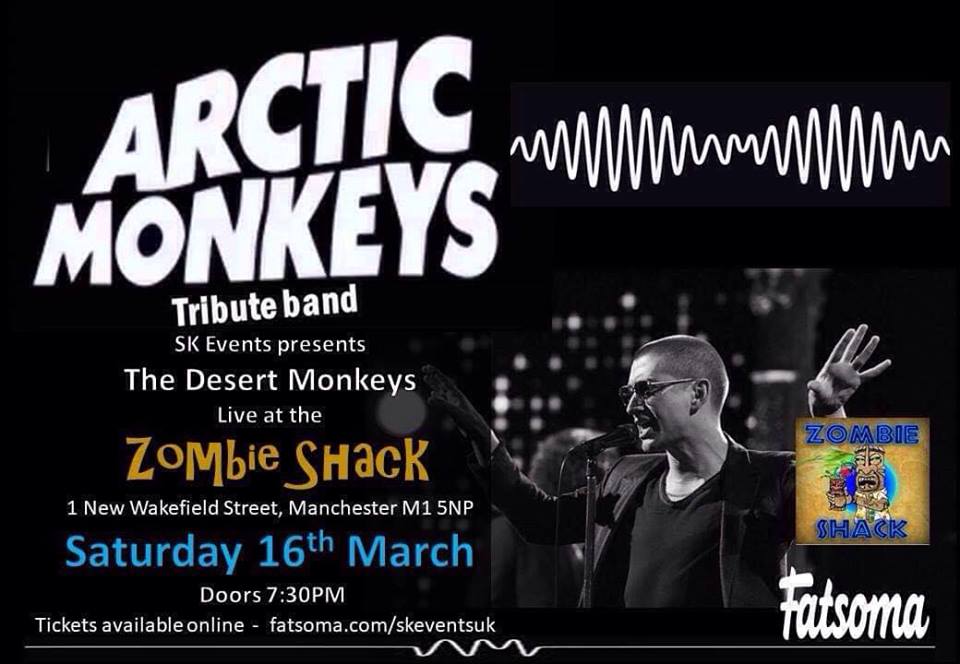 ARCTIC
MONKEYS
Tribute band
SK Events presents
The Desert Monkeys
Live at the
ZOMBiE SHACK
1 New Wakefield Street, Manchester M1 5NP
Saturday 16th March
Doors 7:30PM
Tickets available online - fatsoma.com/skeventsuk
ZOMBIE
SHACK
Fatsoma